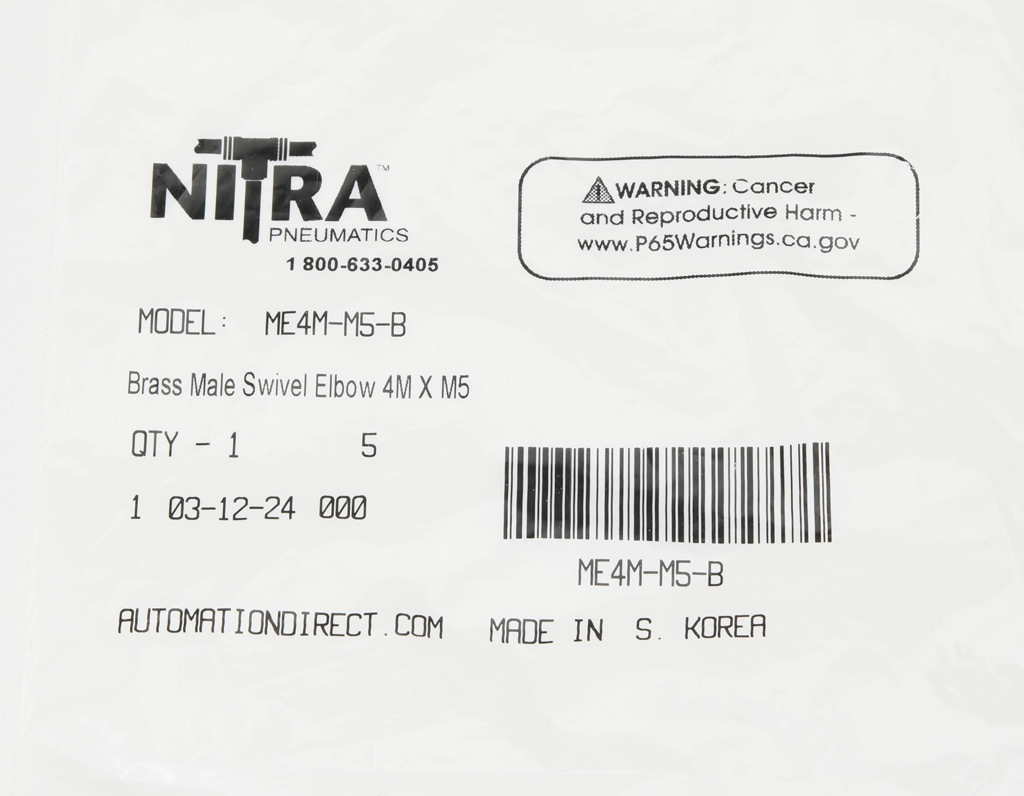 NITRA™
PNEUMATICS
1 800-633-0405
⚠WARNING: Cancer
and Reproductive Harm -
www.P65Warnings.ca.gov
MODEL: ME4M-M5-B
Brass Male Swivel Elbow 4M X M5
QTY - 1 5
1 03-12-24 000
ME4M-M5-B
AUTOMATIONDIRECT.COM MADE IN S. KOREA